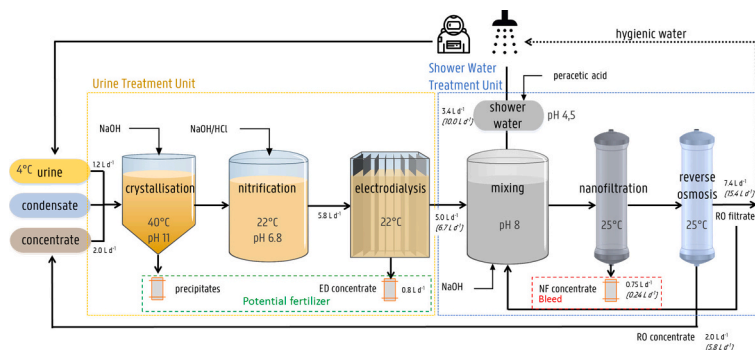 hygienic water
Urine Treatment Unit
Shower Water
Treatment Unit
peracetic acid
3.4 L d⁻¹
(10.0 L d⁻¹)
shower
water
pH 4,5
NaOH
NaOH/HCl
4°C urine
1.2 L d⁻¹
condensate
concentrate
2.0 L d⁻¹
crystallisation
40°C
pH 11
nitrification
22°C
pH 6.8
5.8 L d⁻¹
electrodialysis
22°C
5.0 L d⁻¹
(6.7 L d⁻¹)
mixing
pH 8
nanofiltration
25°C
reverse
osmosis
25°C
7.4 L d⁻¹
(15.4 L d⁻¹)
RO filtrate
precipitates
ED concentrate
0.8 L d⁻¹
Potential fertilizer
NaOH
NF concentrate
Bleed
0.75 L d⁻¹
(0.24 L d⁻¹)
RO concentrate
2.0 L d⁻¹
(5.8 L d⁻¹)